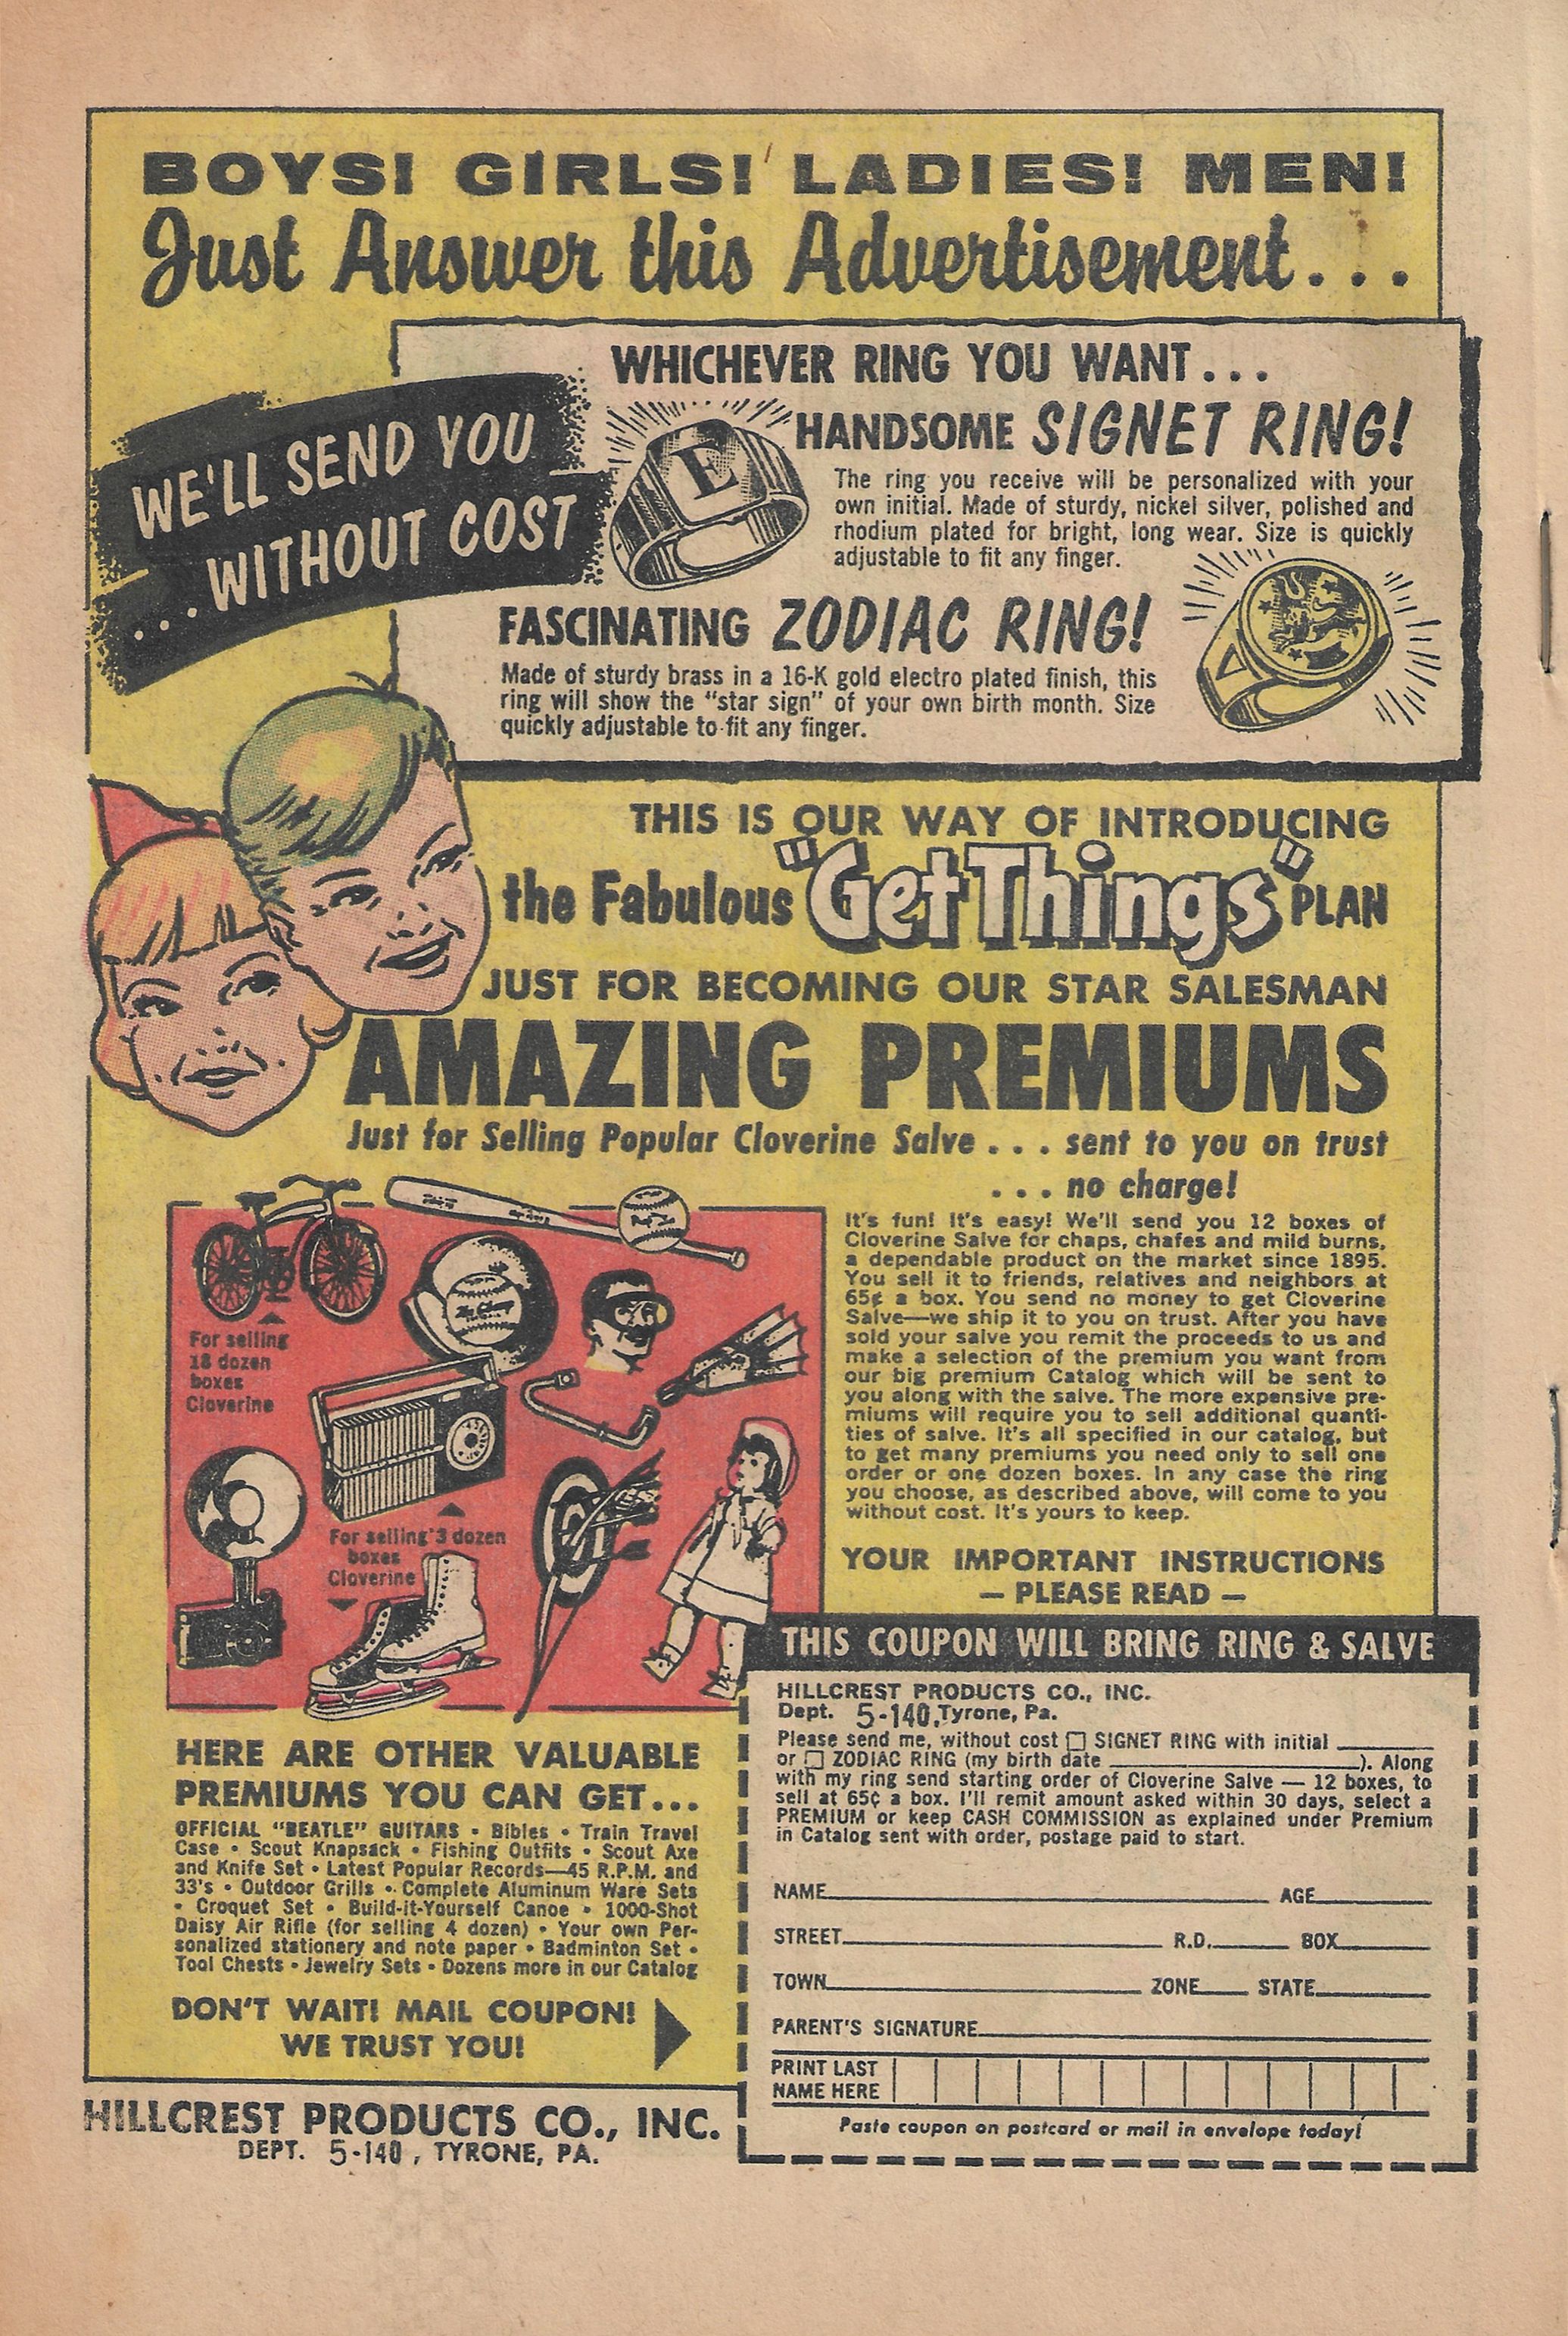 BOYS! GIRLS! LADIES! MEN!
Just Answer this Advertisement...
WE'LL SEND YOU
...WITHOUT COST
WHICHEVER RING YOU WANT...
HANDSOME SIGNET RING!
E
The ring you receive will be personalized with your
own initial. Made of sturdy, nickel silver, polished and
rhodium plated for bright, long wear. Size is quickly
adjustable to fit any finger.
FASCINATING ZODIAC RING!
Made of sturdy brass in a 16-K gold electro plated finish, this
ring will show the "star sign" of your own birth month. Size
quickly adjustable to fit any finger.
THIS IS OUR WAY OF INTRODUCING
the Fabulous "Get Things" PLAN
JUST FOR BECOMING OUR STAR SALESMAN
AMAZING PREMIUMS
Just for Selling Popular Cloverine Salve... sent to you on trust
... no charge!
For selling
18 dozen
boxes
Cloverine
For selling 3 dozen
boxes
Cloverine
It's fun! It's easy! We'll send you 12 boxes of
Cloverine Salve for chaps, chafes and mild burns,
a dependable product on the market since 1895.
You sell it to friends, relatives and neighbors at
65¢ a box. You send no money to get Cloverine
Salve—we ship it to you on trust. After you have
sold your salve you remit the proceeds to us and
make a selection of the premium you want from
our big premium Catalog which will be sent to
you along with the salve. The more expensive pre-
miums will require you to sell additional quanti-
ties of salve. It's all specified in our catalog, but
to get many premiums you need only to sell one
order or one dozen boxes. In any case the ring
you choose, as described above, will come to you
without cost. It's yours to keep.
YOUR IMPORTANT INSTRUCTIONS
— PLEASE READ —
HERE ARE OTHER VALUABLE
PREMIUMS YOU CAN GET...
OFFICIAL "BEATLE" GUITARS • Bibles • Train Travel
Case • Scout Knapsack • Fishing Outfits • Scout Axe
and Knife Set • Latest Popular Records—45 R.P.M. and
33's • Outdoor Grills • Complete Aluminum Ware Sets
• Croquet Set • Build-it-Yourself Canoe • 1000-Shot
Daisy Air Rifle (for selling 4 dozen) • Your own Per-
sonalized stationery and note paper • Badminton Set •
Tool Chests • Jewelry Sets • Dozens more in our Catalog
DON'T WAIT! MAIL COUPON!
WE TRUST YOU!
HILLCREST PRODUCTS CO., INC.
DEPT. 5-140, TYRONE, PA.
THIS COUPON WILL BRING RING & SALVE
HILLCREST PRODUCTS CO., INC.
Dept. 5-140, Tyrone, Pa.
Please send me, without cost ☐ SIGNET RING with initial ______
or ☐ ZODIAC RING (my birth date ______). Along
with my ring send starting order of Cloverine Salve — 12 boxes, to
sell at 65¢ a box. I'll remit amount asked within 30 days, select a
PREMIUM or keep CASH COMMISSION as explained under Premium
in Catalog sent with order, postage paid to start.
NAME______ AGE______
STREET______ R.D.______ BOX______
TOWN______ ZONE______ STATE______
PARENT'S SIGNATURE______
PRINT LAST
NAME HERE
Paste coupon on postcard or mail in envelope today!